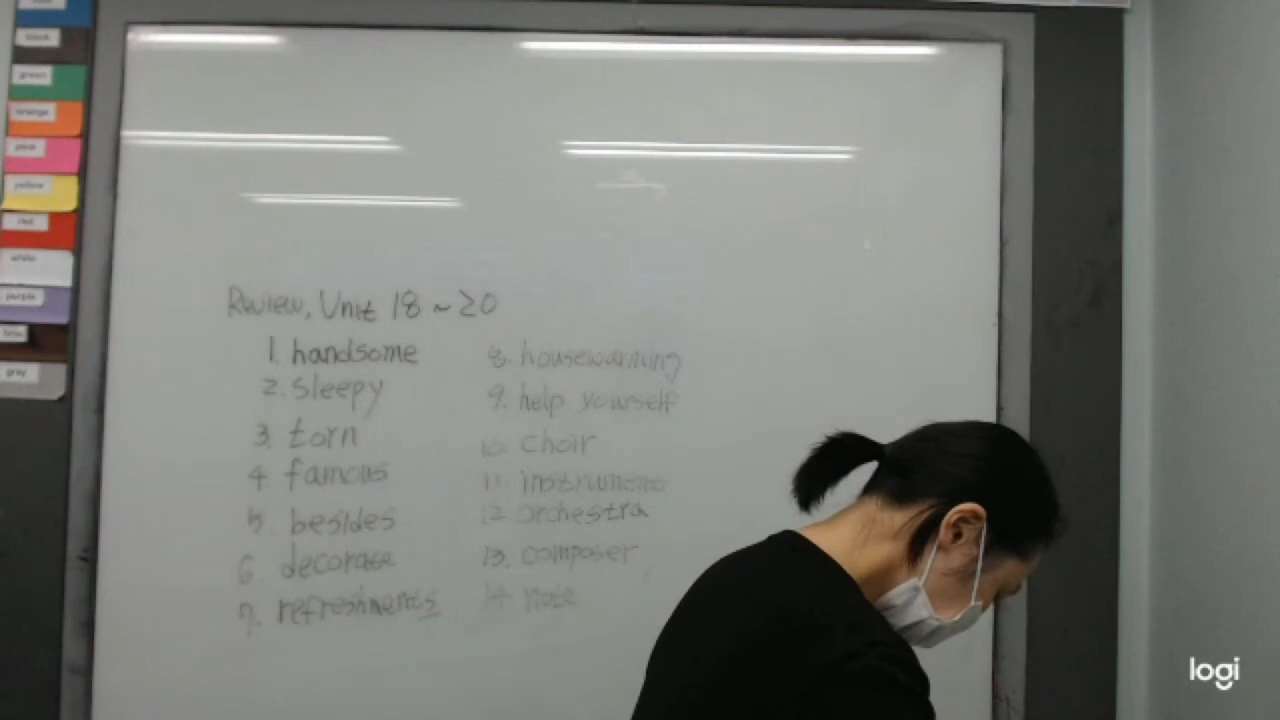 black
green
orange
pink
yellow
red
white
purple
gray
Review, Unit 18 ~ 20
1. handsome
2. sleepy
3. torn
4. famous
5. besides
6. decorate
7. refreshments
8. housewarming
9. help yourself
10. choir
11. instrument
12. orchestra
13. composer
14. note
logi